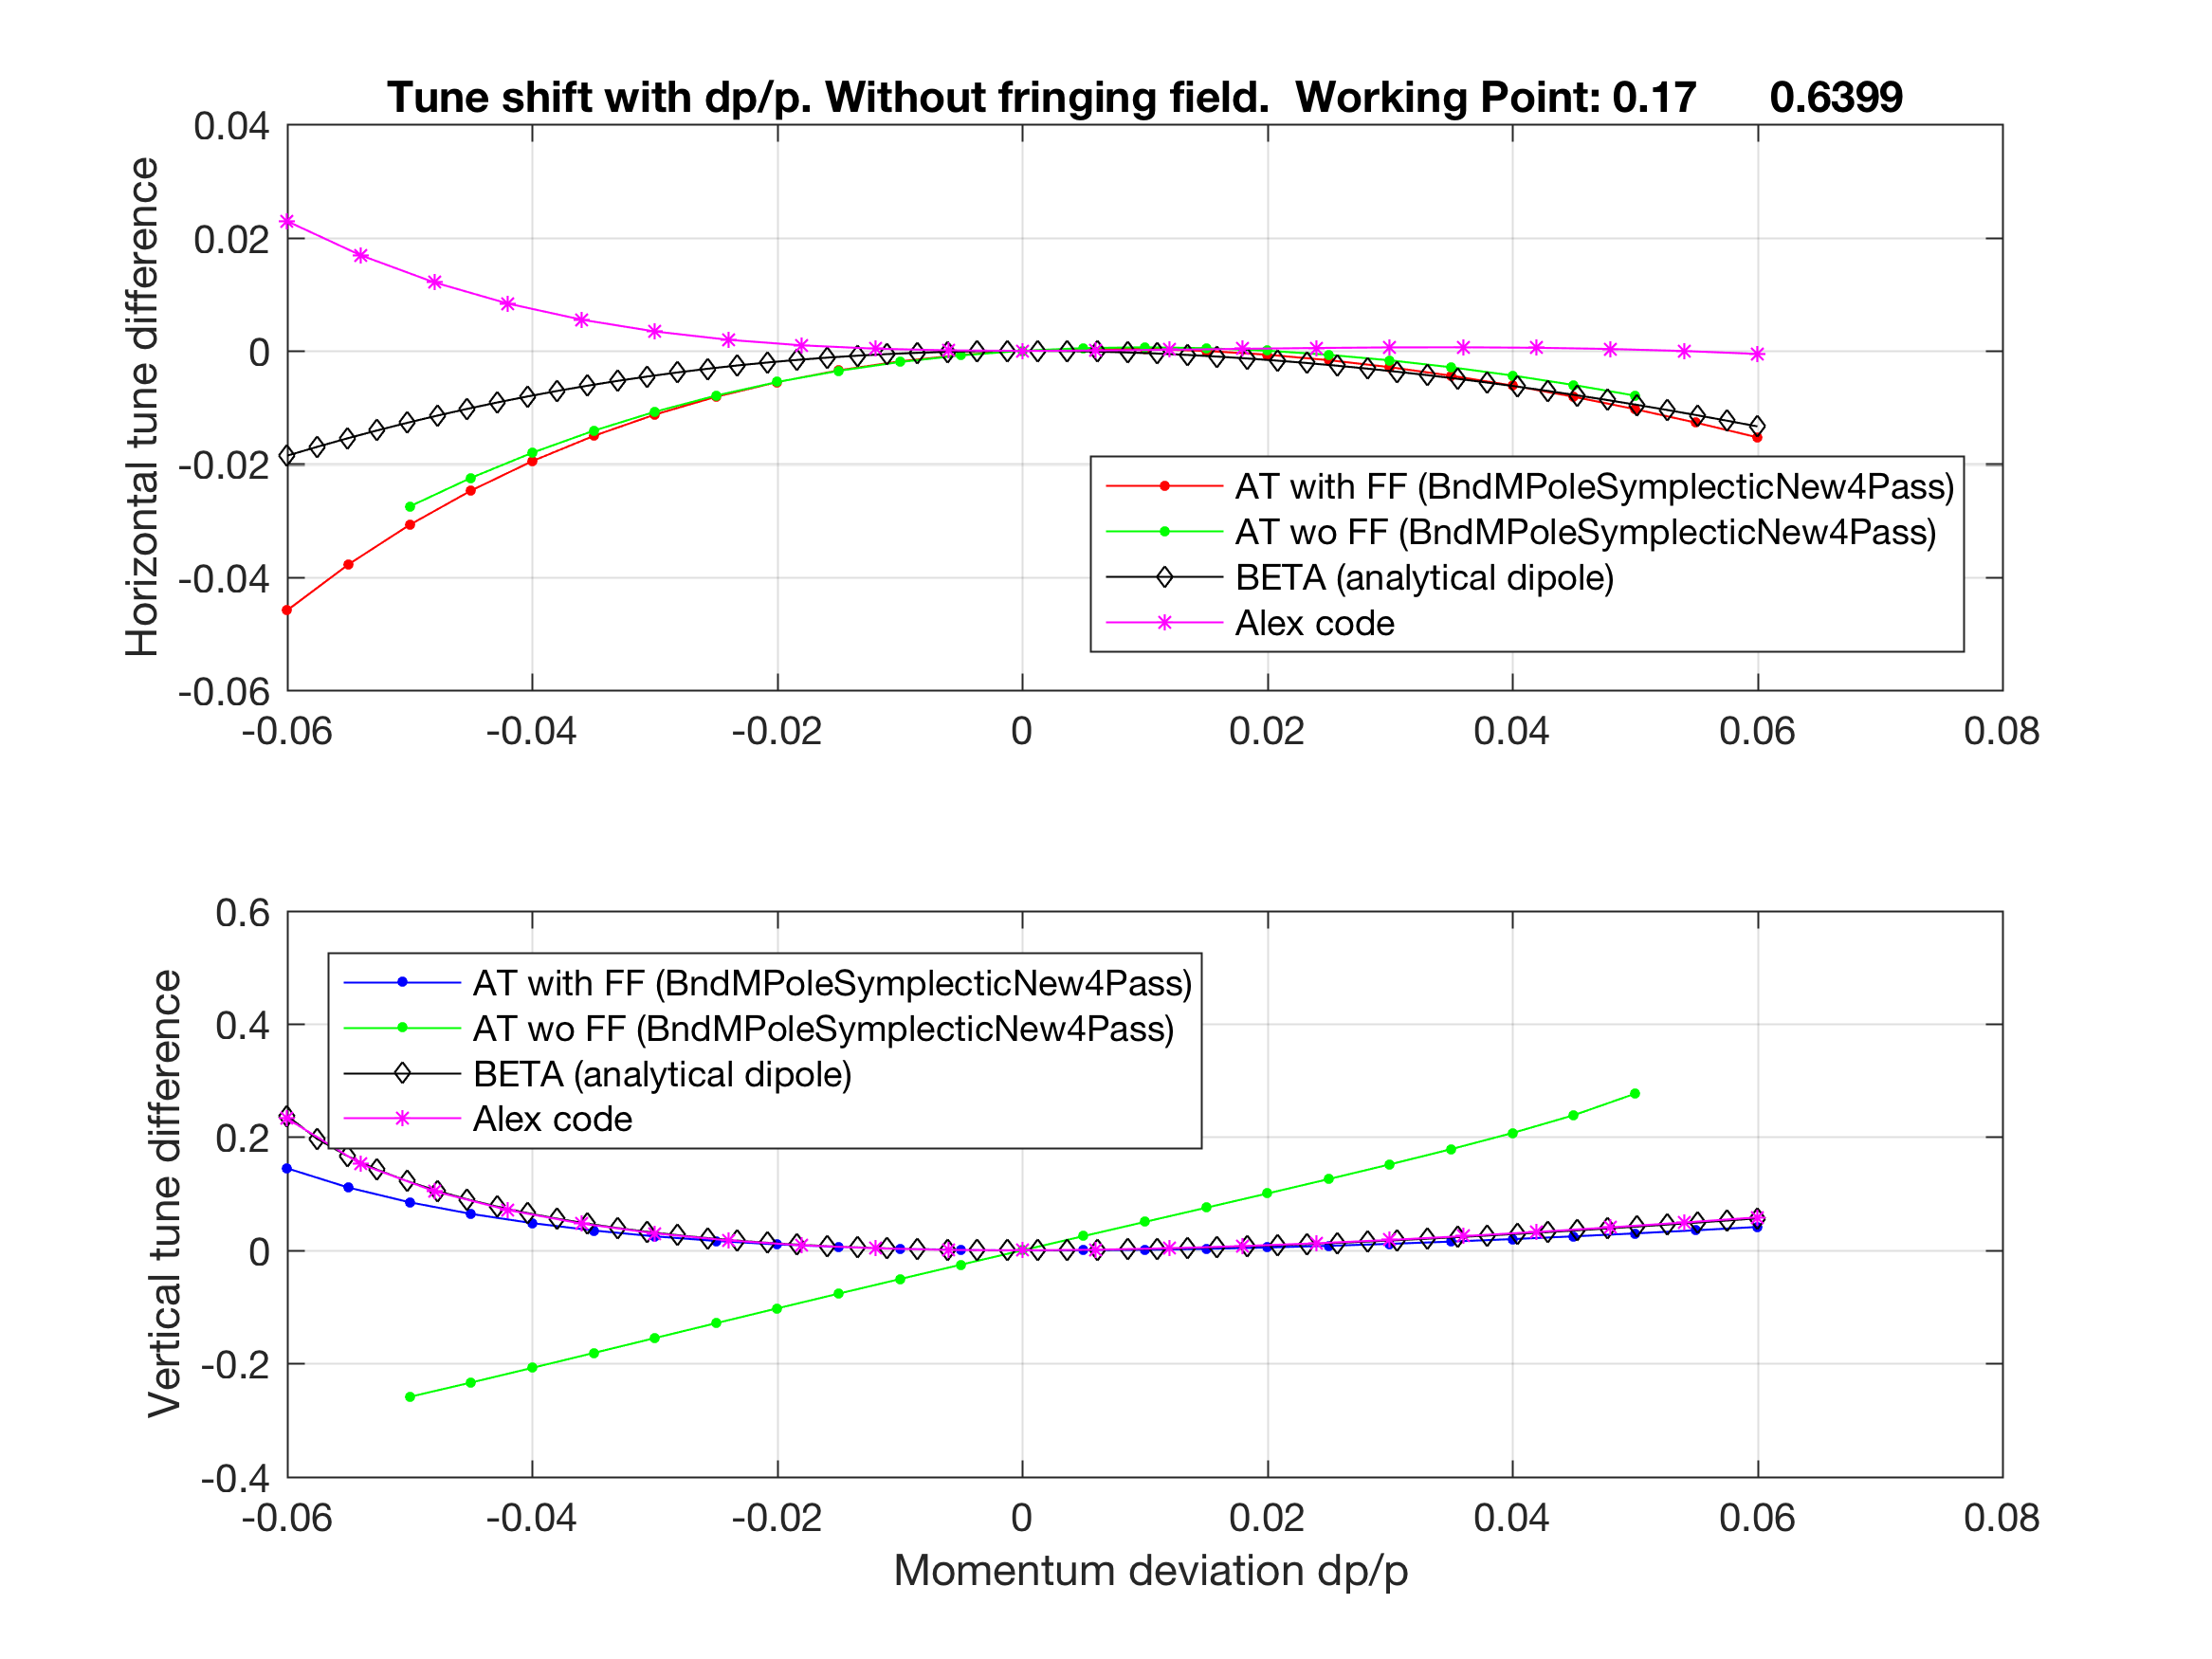 Tune shift with dp/p. Without fringing field. Working Point: 0.17 0.6399
Horizontal tune difference
0.04
0.02
0
-0.02
-0.04
-0.06
-0.06 -0.04 -0.02 0 0.02 0.04 0.06 0.08
AT with FF (BndMPoleSymplecticNew4Pass)
AT wo FF (BndMPoleSymplecticNew4Pass)
BETA (analytical dipole)
Alex code
Vertical tune difference
0.6
0.4
0.2
0
-0.2
-0.4
-0.06 -0.04 -0.02 0 0.02 0.04 0.06 0.08
AT with FF (BndMPoleSymplecticNew4Pass)
AT wo FF (BndMPoleSymplecticNew4Pass)
BETA (analytical dipole)
Alex code
Momentum deviation dp/p